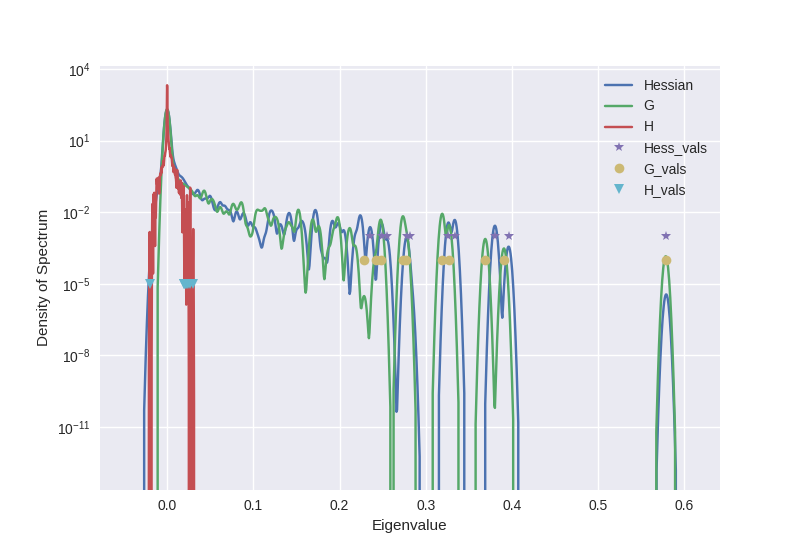 10^4
10^1
10^−2
10^−5
10^−8
10^−11
Density of Spectrum
Hessian
G
H
Hess_vals
G_vals
H_vals
0.0 0.1 0.2 0.3 0.4 0.5 0.6
Eigenvalue